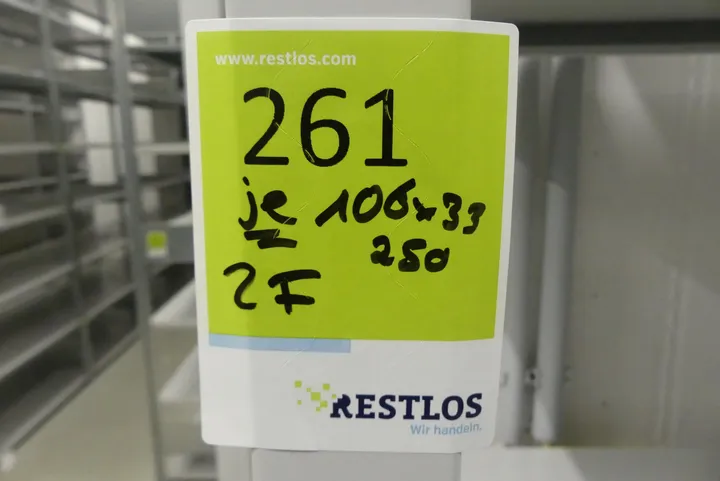 www.restlos.com
261
je 106x33
250
2F
RESTLOS
Wir handeln.